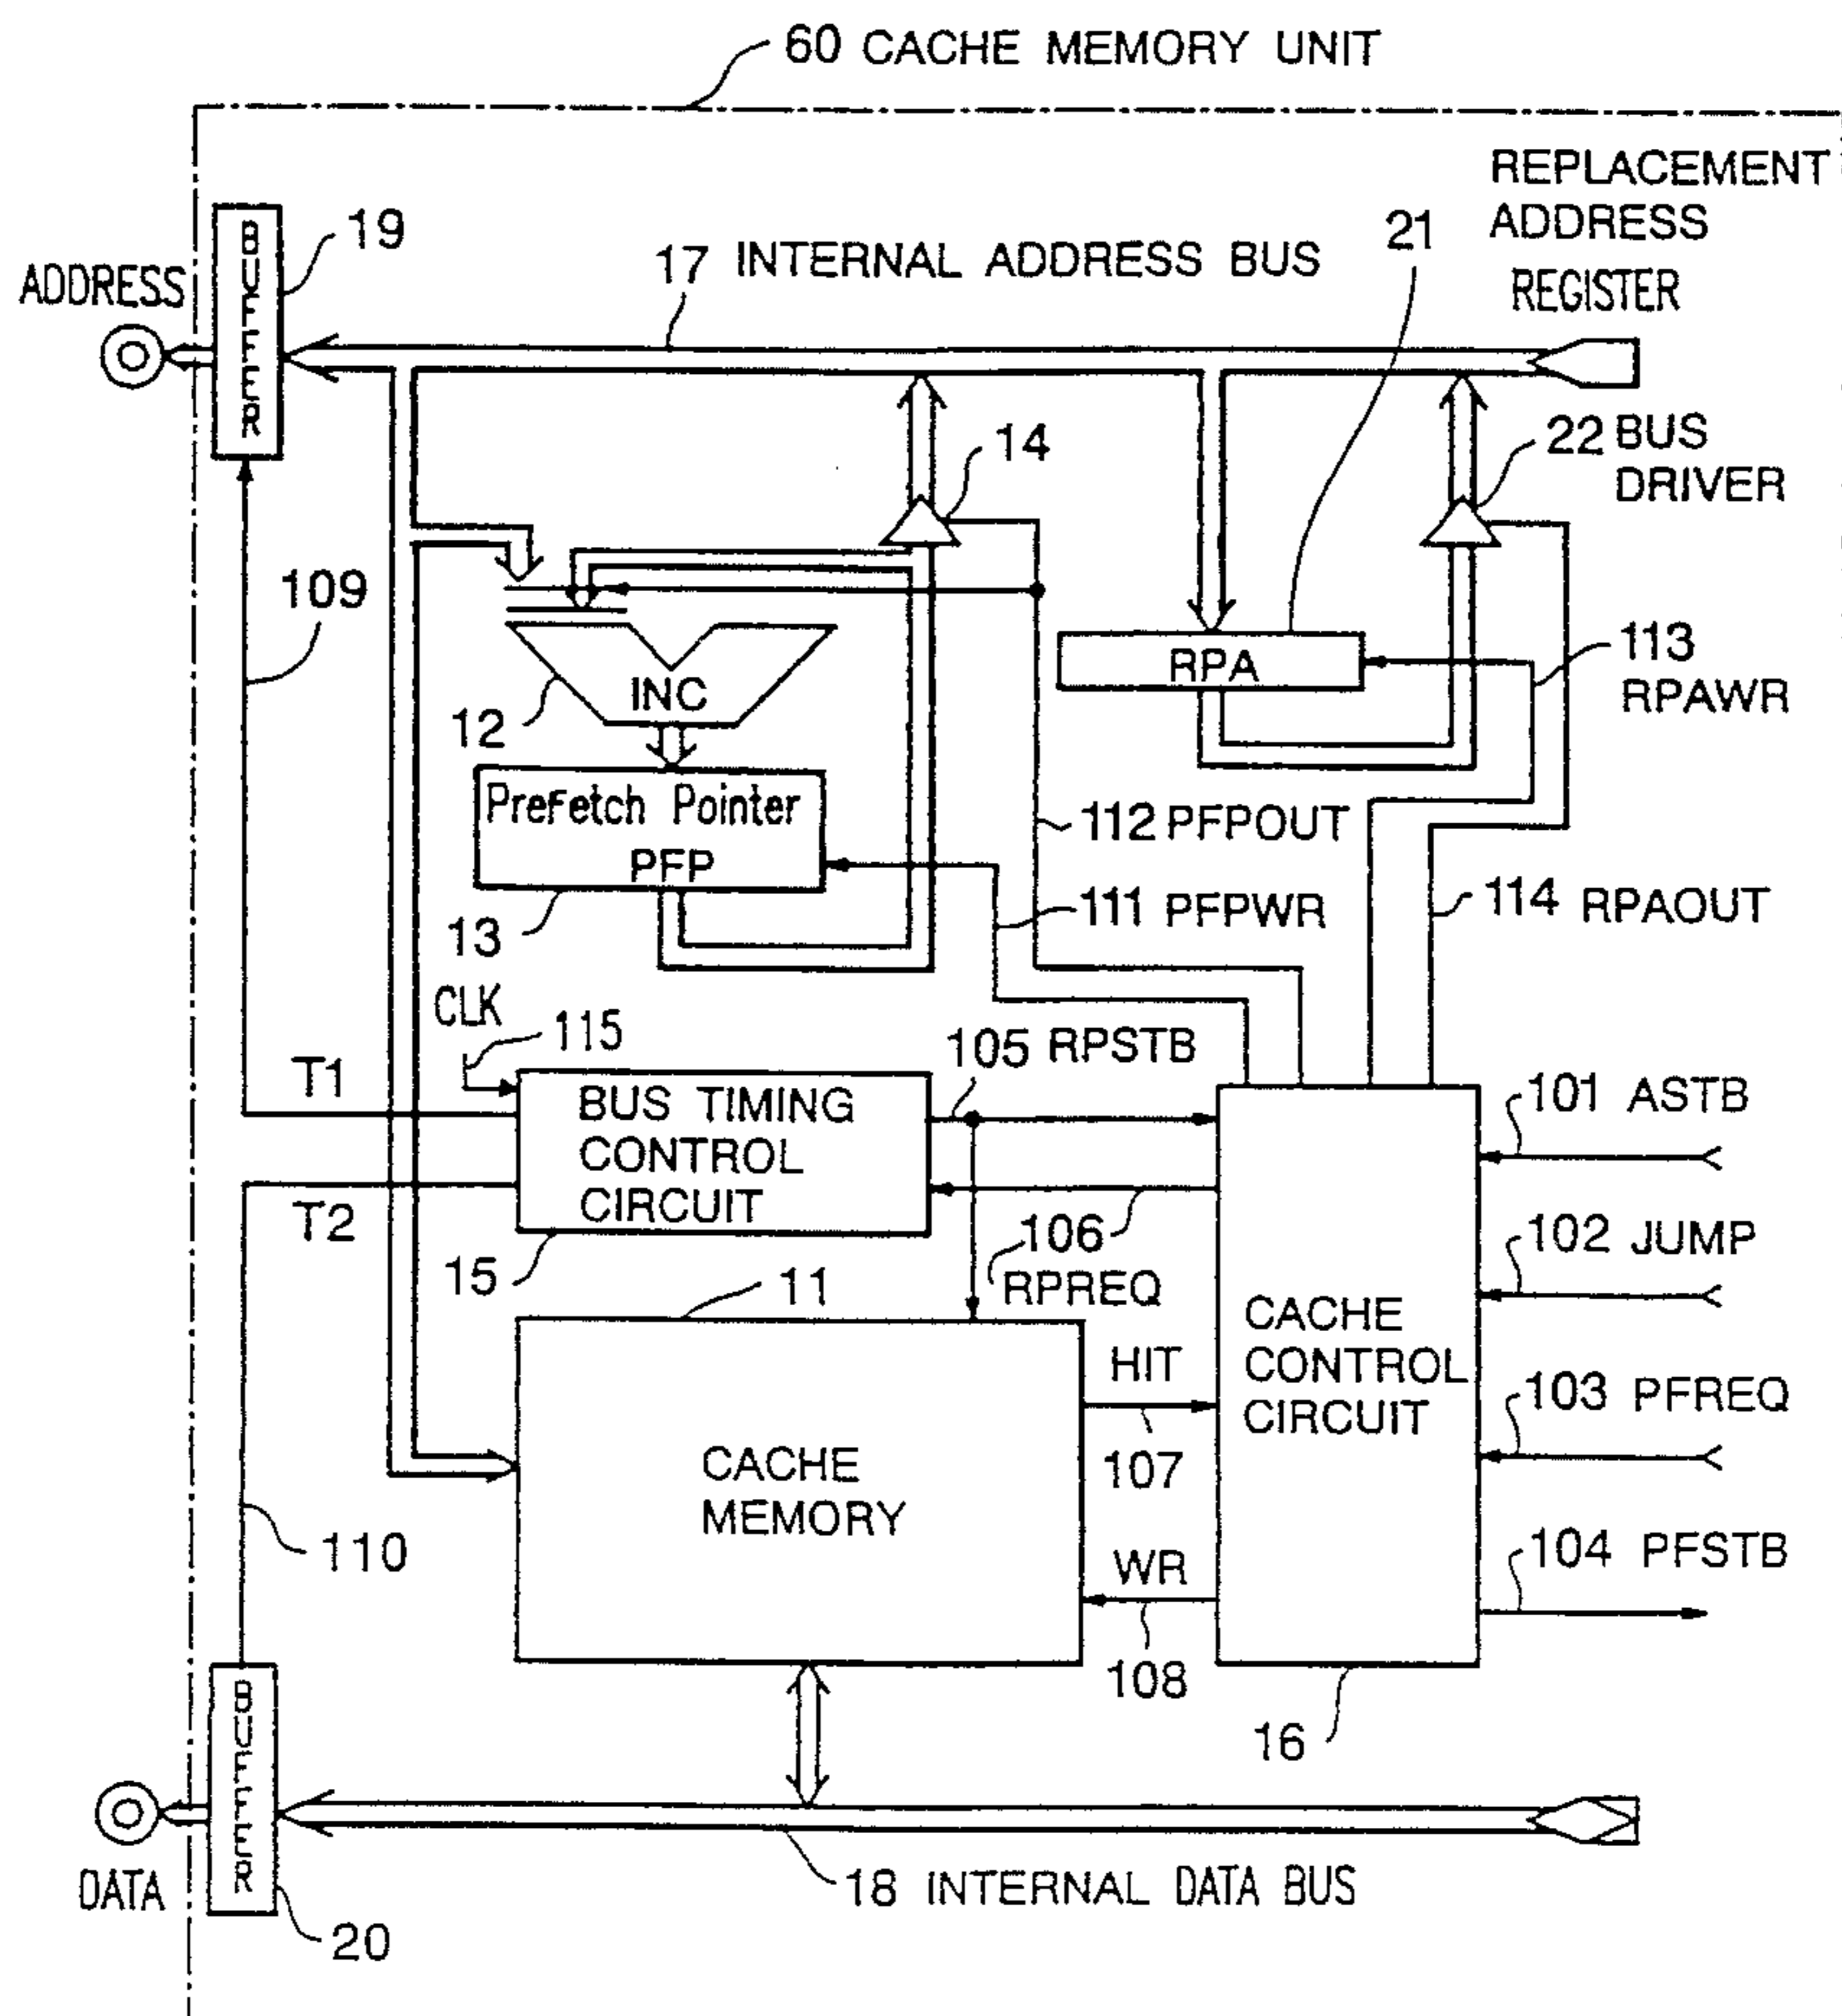 60 CACHE MEMORY UNIT
REPLACEMENT
ADDRESS
REGISTER
21
19
BUFFER
ADDRESS
17 INTERNAL ADDRESS BUS
14
22 BUS
DRIVER
109
113
RPAWR
RPA
INC
12
PreFetch Pointer
PFP
13
112 PFPOUT
111 PFPWR
114 RPAOUT
CLK
115
105 RPSTB
T1
T2
BUS TIMING
CONTROL
CIRCUIT
15
106
RPREQ
101 ASTB
102 JUMP
103 PFREQ
104 PFSTB
11
CACHE
MEMORY
HIT
107
WR
108
CACHE
CONTROL
CIRCUIT
16
110
BUFFER
DATA
20
18 INTERNAL DATA BUS